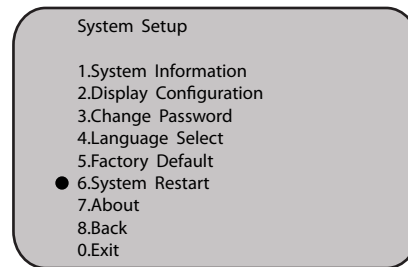 System Setup
1.System Information
2.Display Configuration
3.Change Password
4.Language Select
5.Factory Default
6.System Restart
7.About
8.Back
0.Exit